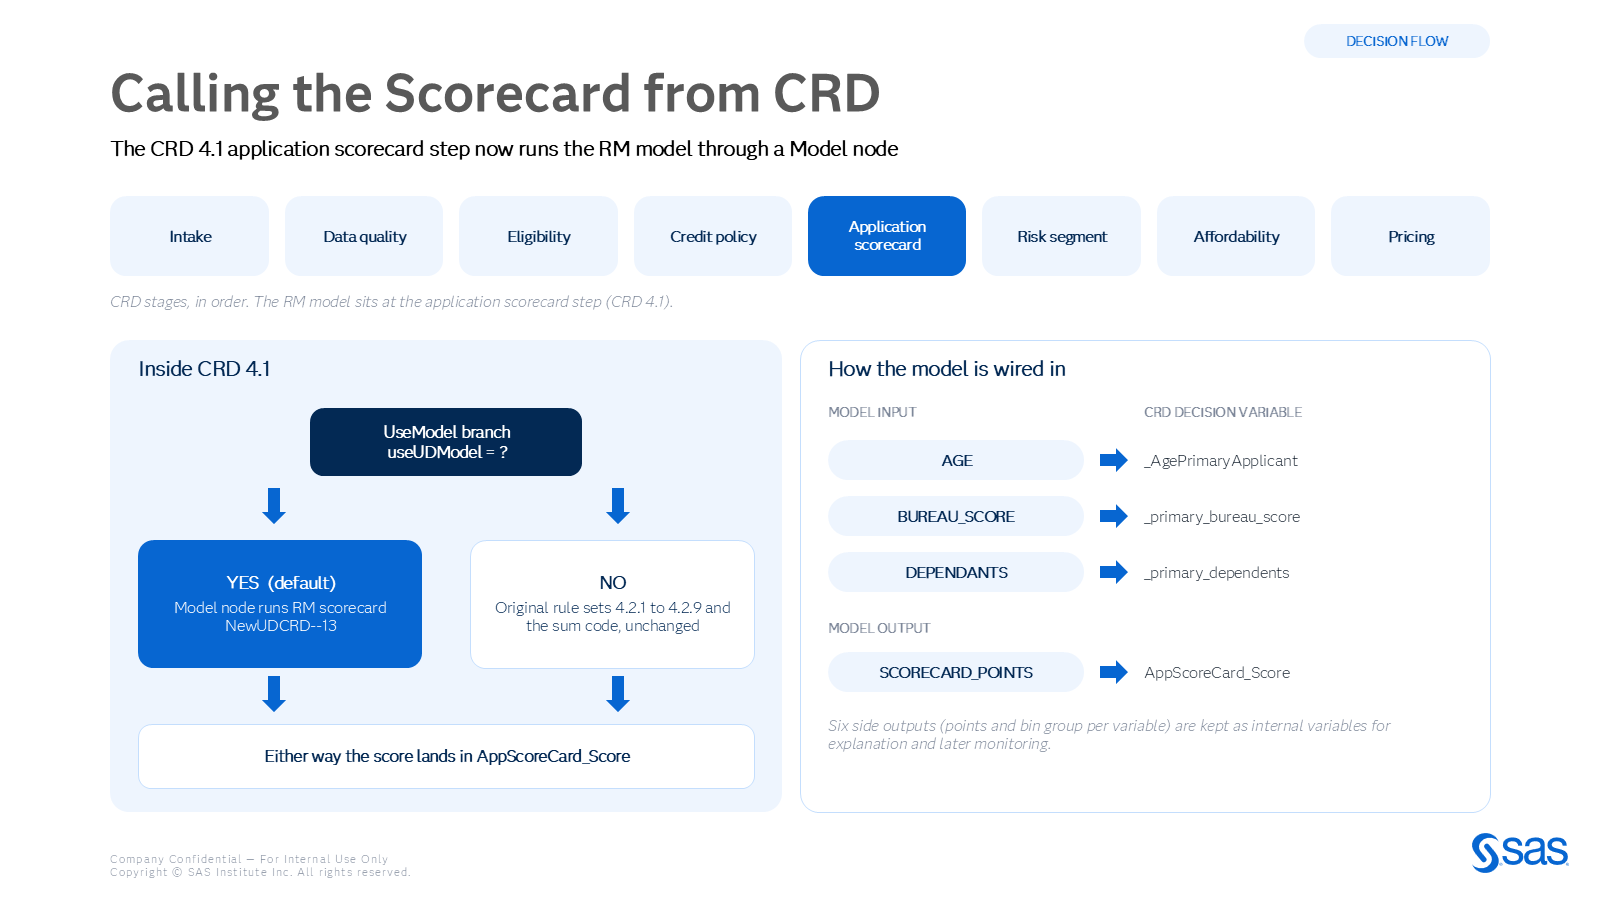 DECISION FLOW
Calling the Scorecard from CRD
The CRD 4.1 application scorecard step now runs the RM model through a Model node
Intake
Data quality
Eligibility
Credit policy
Application
scorecard
Risk segment
Affordability
Pricing
CRD stages, in order. The RM model sits at the application scorecard step (CRD 4.1).
Inside CRD 4.1
UseModel branch
useUDModel = ?
YES (default)
Model node runs RM scorecard
NewUDCRD--13
NO
Original rule sets 4.2.1 to 4.2.9 and
the sum code, unchanged
Either way the score lands in AppScoreCard_Score
How the model is wired in
MODEL INPUT
CRD DECISION VARIABLE
AGE
_AgePrimaryApplicant
BUREAU_SCORE
_primary_bureau_score
DEPENDANTS
_primary_dependents
MODEL OUTPUT
SCORECARD_POINTS
AppScoreCard_Score
Six side outputs (points and bin group per variable) are kept as internal variables for
explanation and later monitoring.
Company Confidential – For Internal Use Only
Copyright © SAS Institute Inc. All rights reserved.
sas